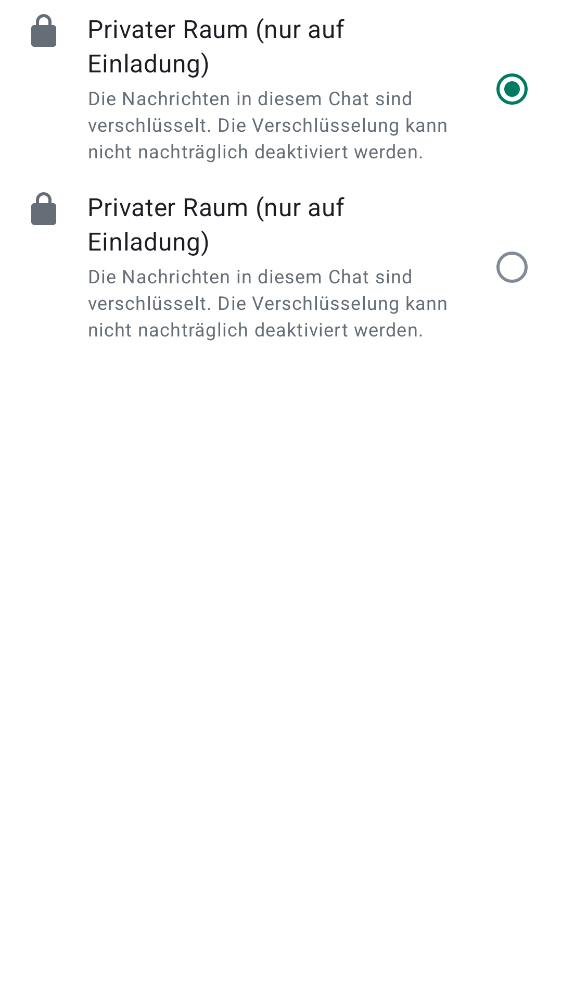 Privater Raum (nur auf
Einladung)
Die Nachrichten in diesem Chat sind
verschlüsselt. Die Verschlüsselung kann
nicht nachträglich deaktiviert werden.
Privater Raum (nur auf
Einladung)
Die Nachrichten in diesem Chat sind
verschlüsselt. Die Verschlüsselung kann
nicht nachträglich deaktiviert werden.